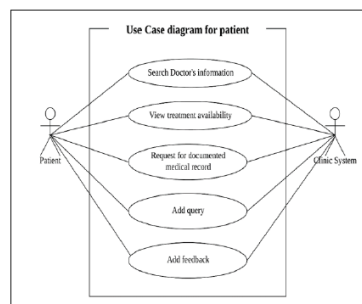 Use Case diagram for patient
Search Doctor's information
View treatment availability
Request for documented
medical record
Patient
Clinic System
Add query
Add feedback